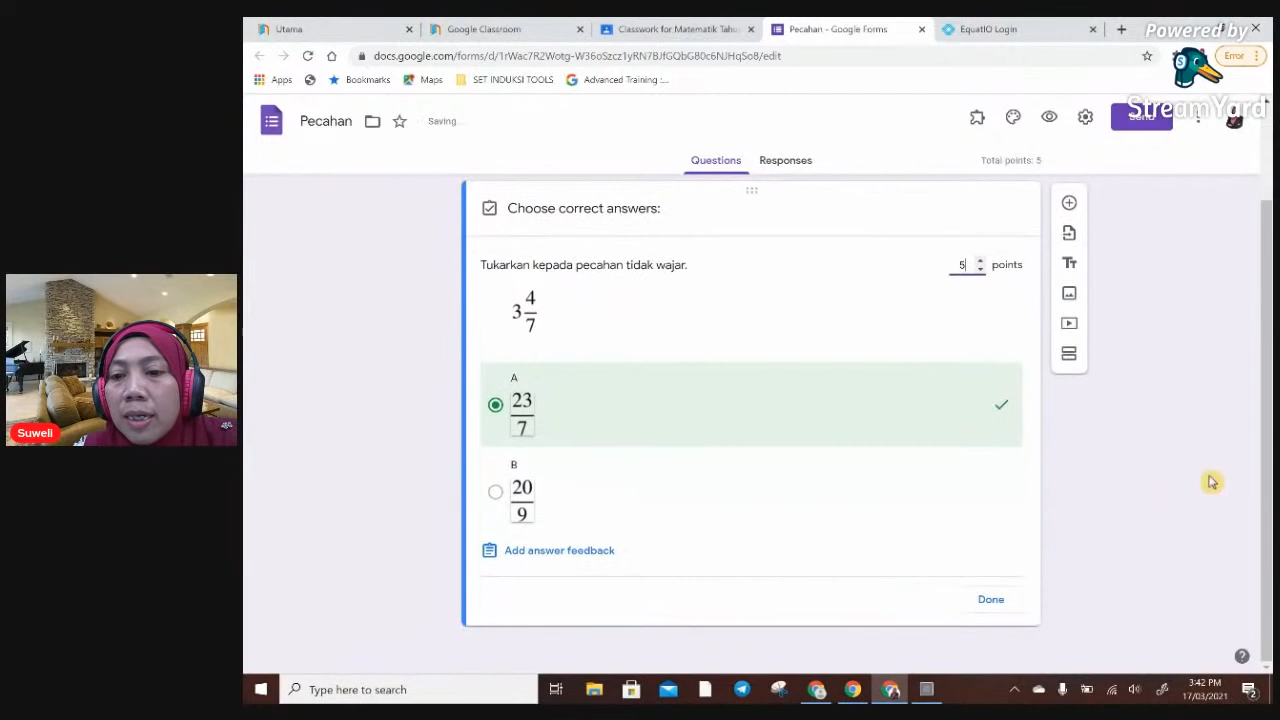 Utama
Google Classroom
Classwork for Matematik Tahu
Pecahan - Google Forms
EquatIO Login
Powered by
StreamYard
docs.google.com/forms/d/1rWac7R2Wotg-W36oSzcz1yRN7BJfGQbG80c6NJHqSo8/edit
Error
Apps
Bookmarks
Maps
SET INDUKSI TOOLS
Advanced Training :...
Pecahan
Saving...
Send
Questions
Responses
Total points: 5
Choose correct answers:
Tukarkan kepada pecahan tidak wajar.
5 points
3 4/7
A
23/7
B
20/9
Add answer feedback
Done
Suweli
Type here to search
3:42 PM
17/03/2021
2